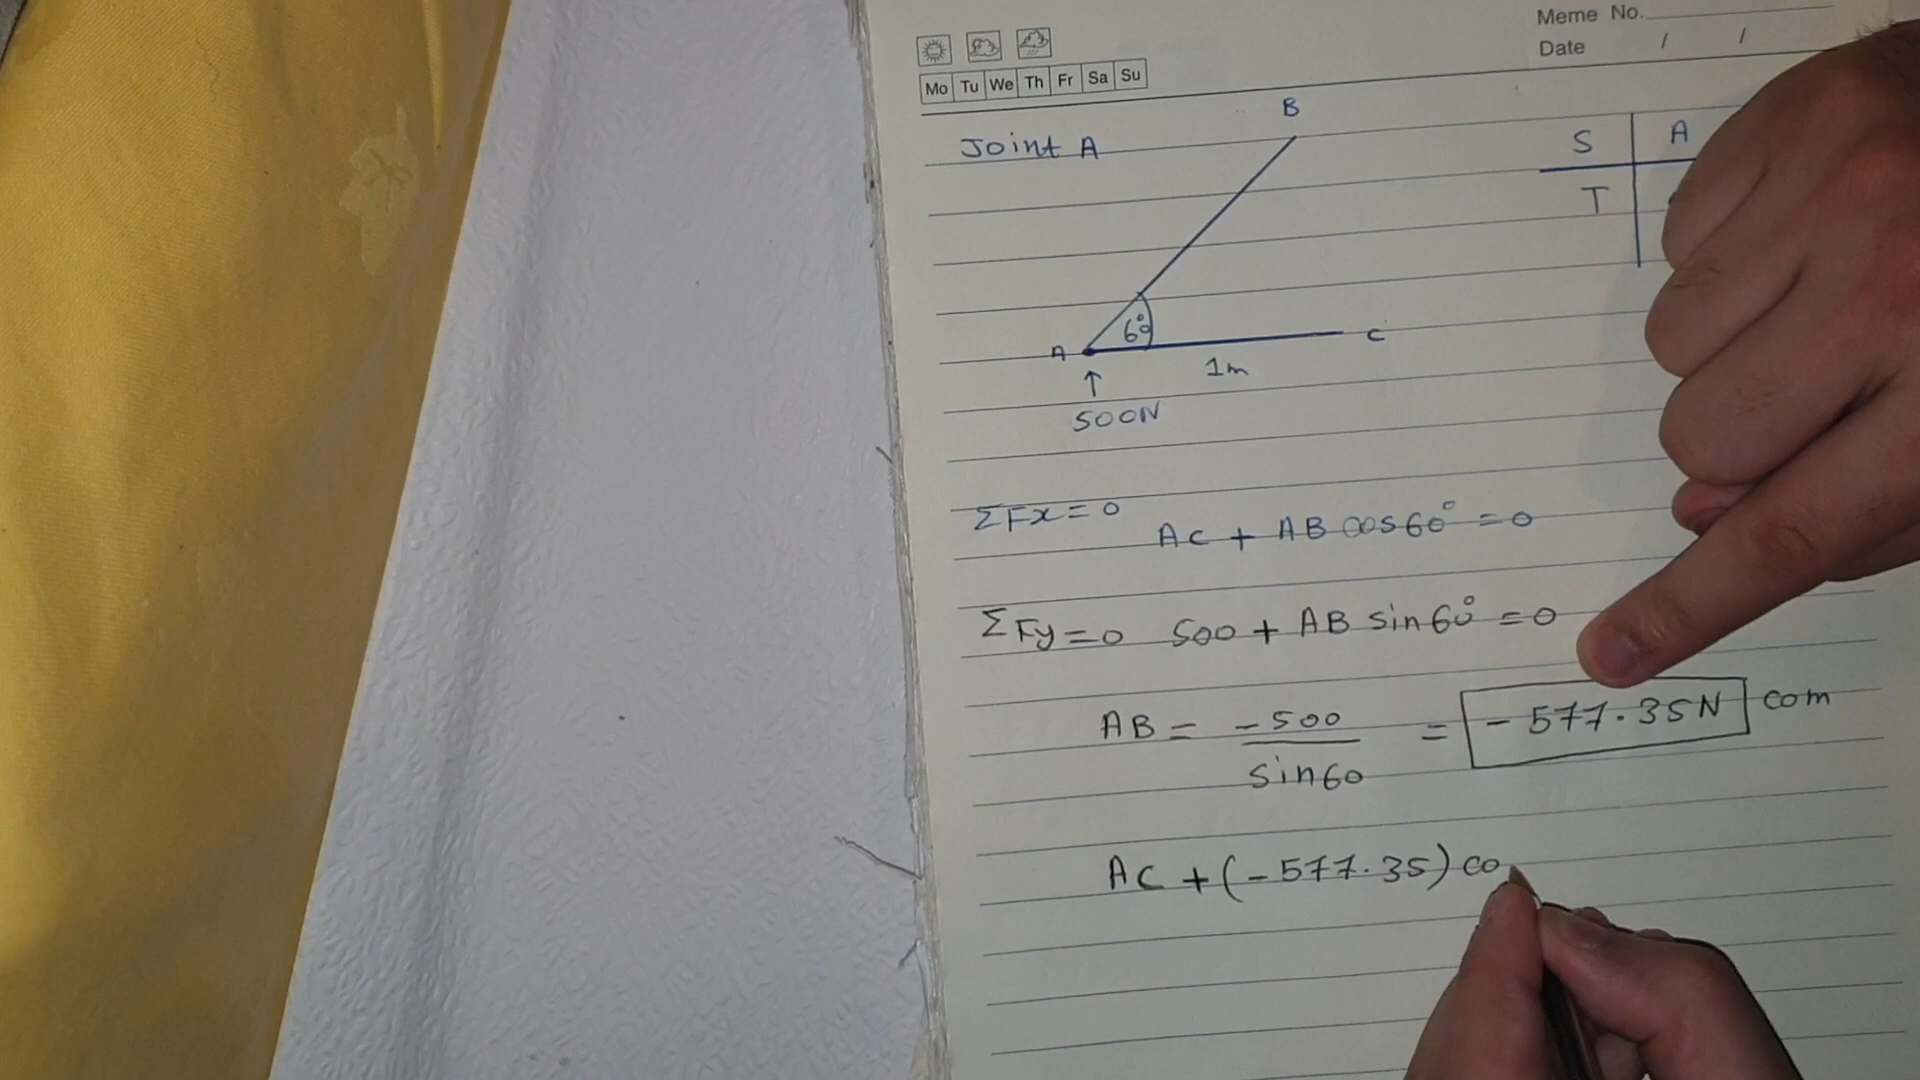 Meme No.
Date / /
Mo Tu We Th Fr Sa Su
Joint A
B
S A
T
60°
A
C
1m
↑
500N
ΣFx=0 AC + AB cos60° = 0
ΣFy=0 500 + AB sin60° = 0
AB = -500 / sin60 = -577.35N com
AC + (-577.35) co